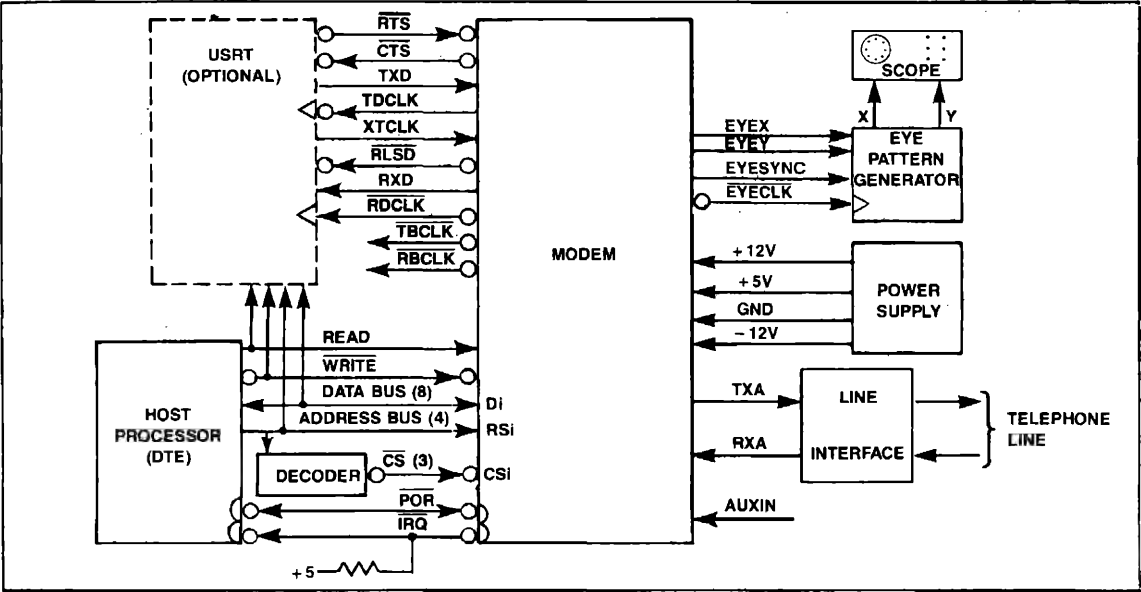 USRT
(OPTIONAL)
RTS
CTS
TXD
TDCLK
XTCLK
RLSD
RXD
RDCLK
TBCLK
RBCLK
MODEM
SCOPE
X
Y
EYEX
EYEY
EYESYNC
EYECLK
EYE
PATTERN
GENERATOR
+12V
+5V
GND
–12V
POWER
SUPPLY
HOST
PROCESSOR
(DTE)
READ
WRITE
DATA BUS (8)
Di
ADDRESS BUS (4)
RSi
DECODER
CS (3)
CSi
POR
IRQ
+5
TXA
RXA
LINE
INTERFACE
TELEPHONE
LINE
AUXIN